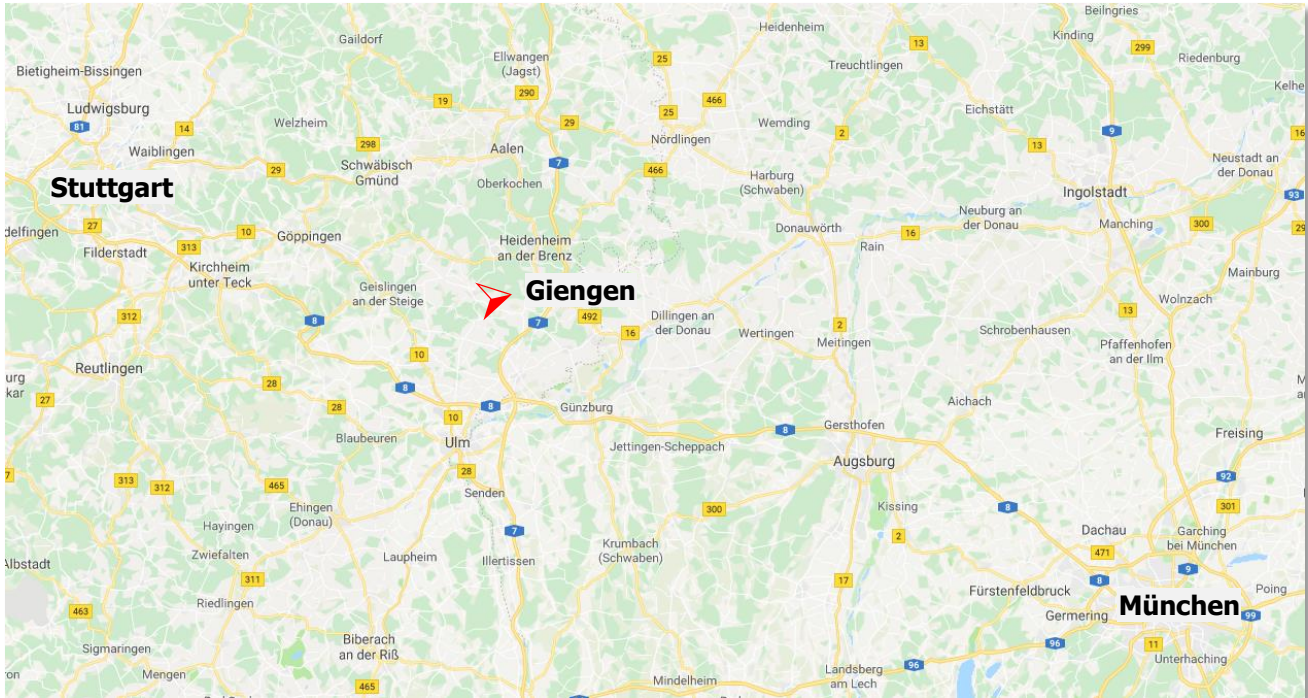 Beilngries
Heidenheim
Kinding
Gaildorf
13
299
Ellwangen
(Jagst)
25
Treuchtlingen
Riedenburg
Bietigheim-Bissingen
290
466
Kelhe
19
Ludwigsburg
25
Eichstätt
81
14
Welzheim
29
Wemding
2
9
16
298
Nördlingen
13
Waiblingen
Aalen
Schwäbisch
Gmünd
7
Neustadt an
der Donau
29
466
Harburg
(Schwaben)
Stuttgart
Oberkochen
Ingolstadt
93
Neuburg an
der Donau
27
10
Donauwörth
16
Manching
300
29
delfingen
Göppingen
Heidenheim
an der Brenz
Rain
Filderstadt
313
Kirchheim
unter Teck
Mainburg
Geislingen
an der Steige
Giengen
Wolnzach
312
8
7
492
Dillingen an
der Donau
13
16
Wertingen
2
Schrobenhausen
Meitingen
Pfaffenhofen
an der Ilm
10
Reutlingen
urg
kar
28
8
M
a
27
28
8
Günzburg
Aichach
10
8
Gersthofen
Blaubeuren
Ulm
Jettingen-Scheppach
Freising
Augsburg
7
313
312
465
28
92
Senden
Ehingen
(Donau)
300
Kissing
8
301
Hayingen
7
Dachau
Garching
bei München
2
Krumbach
(Schwaben)
Zwiefalten
Laupheim
Illertissen
471
Albstadt
9
311
17
8
Fürstenfeldbruck
Poing
463
Riedlingen
München
Germering
99
Biberach
an der Riß
96
11
Sigmaringen
Unterhaching
ron
Mengen
465
Mindelheim
Landsberg
am Lech
96